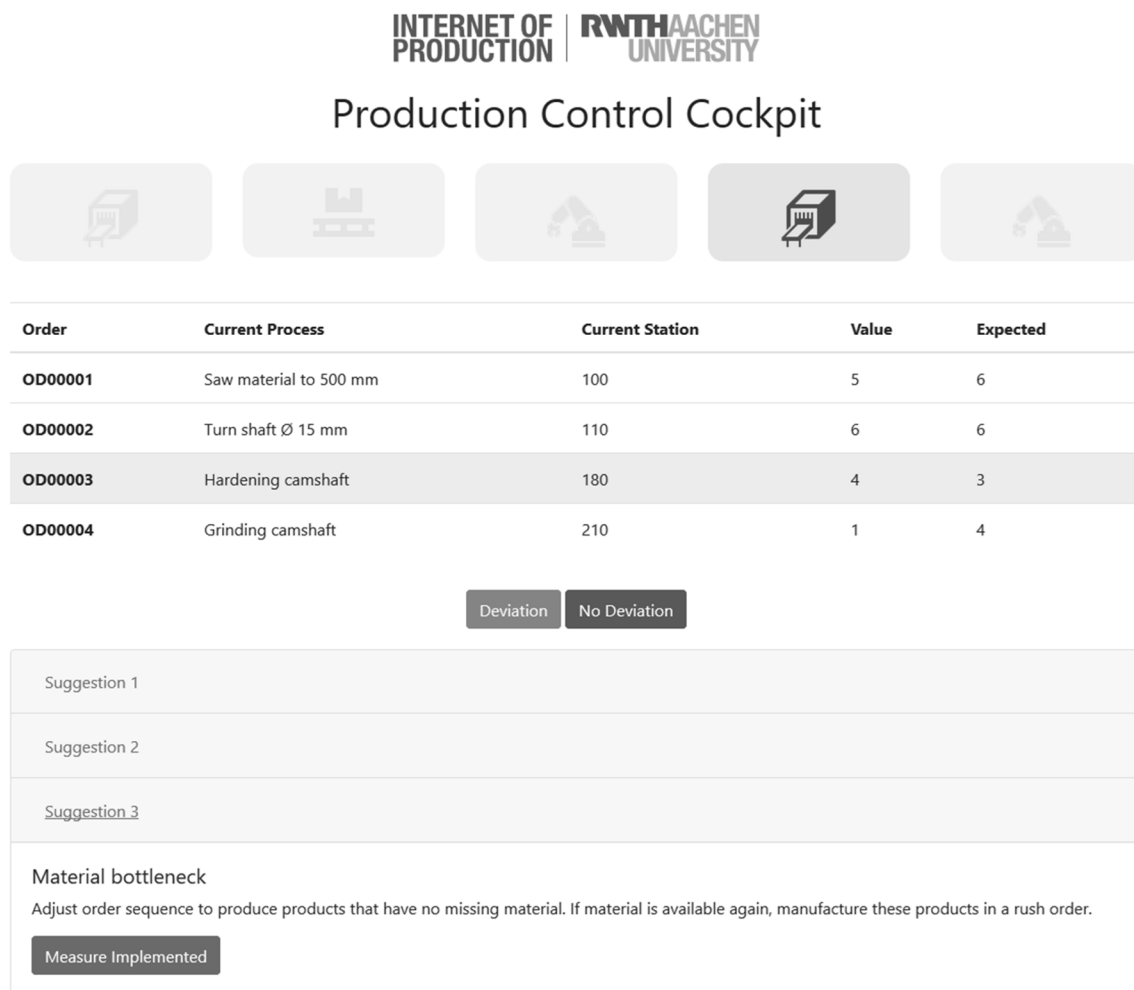 INTERNET OF PRODUCTION
RWTHAACHEN UNIVERSITY
Production Control Cockpit
Order Current Process Current Station Value Expected
OD00001 Saw material to 500 mm 100 5 6
OD00002 Turn shaft Ø 15 mm 110 6 6
OD00003 Hardening camshaft 180 4 3
OD00004 Grinding camshaft 210 1 4
Deviation No Deviation
Suggestion 1
Suggestion 2
Suggestion 3
Material bottleneck
Adjust order sequence to produce products that have no missing material. If material is available again, manufacture these products in a rush order.
Measure Implemented